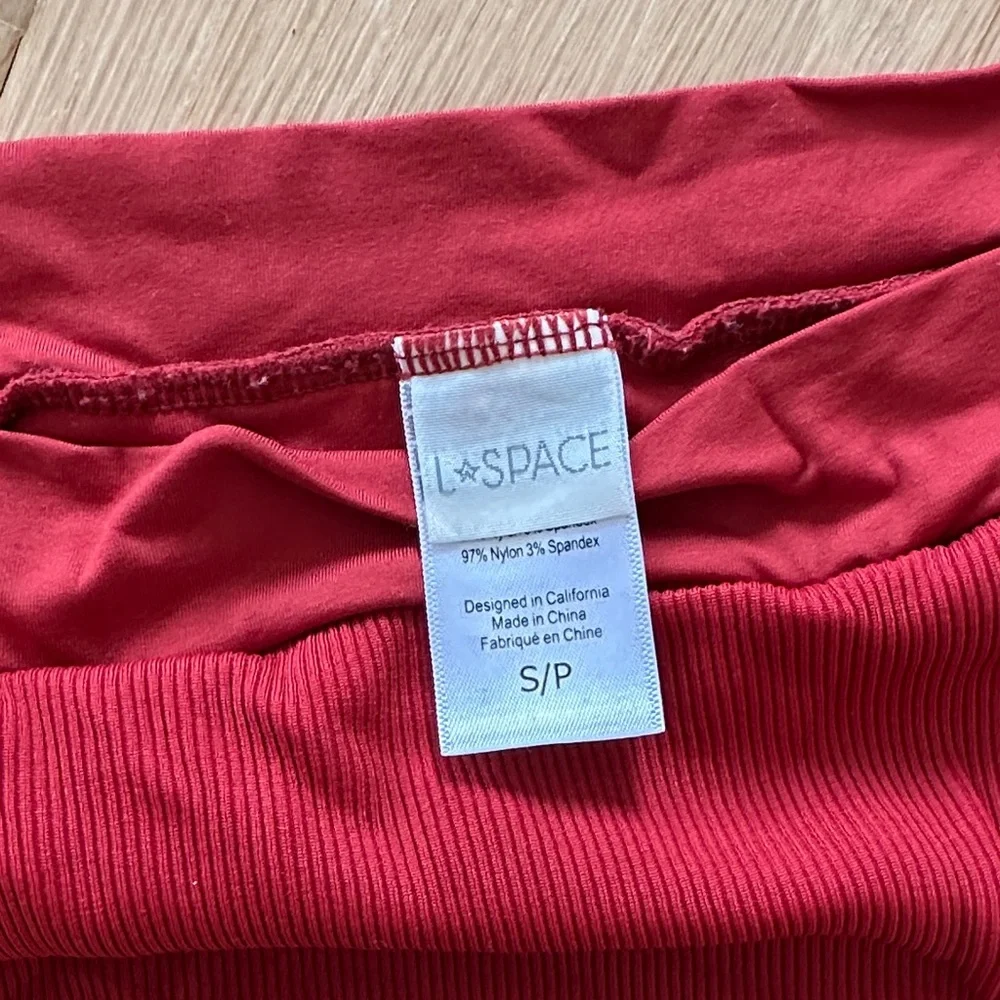 L☆SPACE
97% Nylon 3% Spandex
Designed in California
Made in China
Fabriqué en Chine
S/P